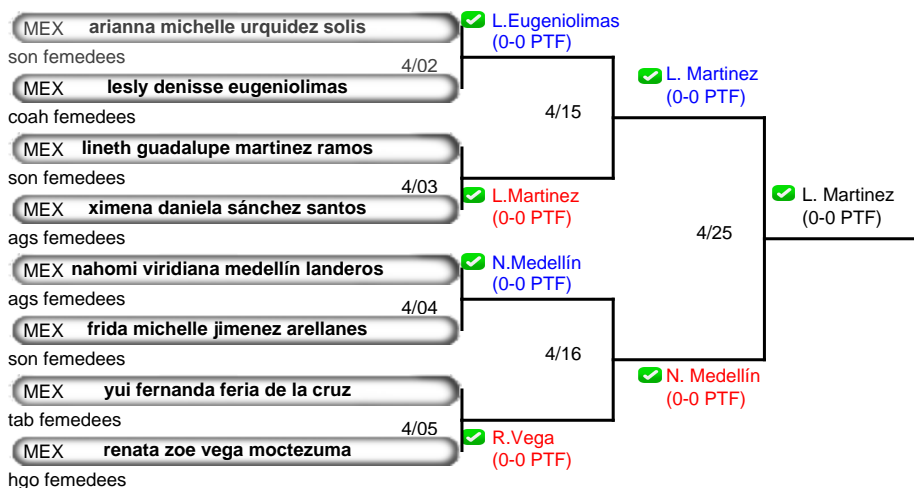 MEX arianna michelle urquidez solis
son femedees
4/02
MEX lesly denisse eugeniolimas
coah femedees
L.Eugeniolimas
(0-0 PTF)
4/15
MEX lineth guadalupe martinez ramos
son femedees
4/03
MEX ximena daniela sánchez santos
ags femedees
L.Martinez
(0-0 PTF)
L. Martinez
(0-0 PTF)
4/25
L. Martinez
(0-0 PTF)
MEX nahomi viridiana medellín landeros
ags femedees
4/04
MEX frida michelle jimenez arellanes
son femedees
N.Medellín
(0-0 PTF)
4/16
N. Medellín
(0-0 PTF)
MEX yui fernanda feria de la cruz
tab femedees
4/05
MEX renata zoe vega moctezuma
hgo femedees
R.Vega
(0-0 PTF)